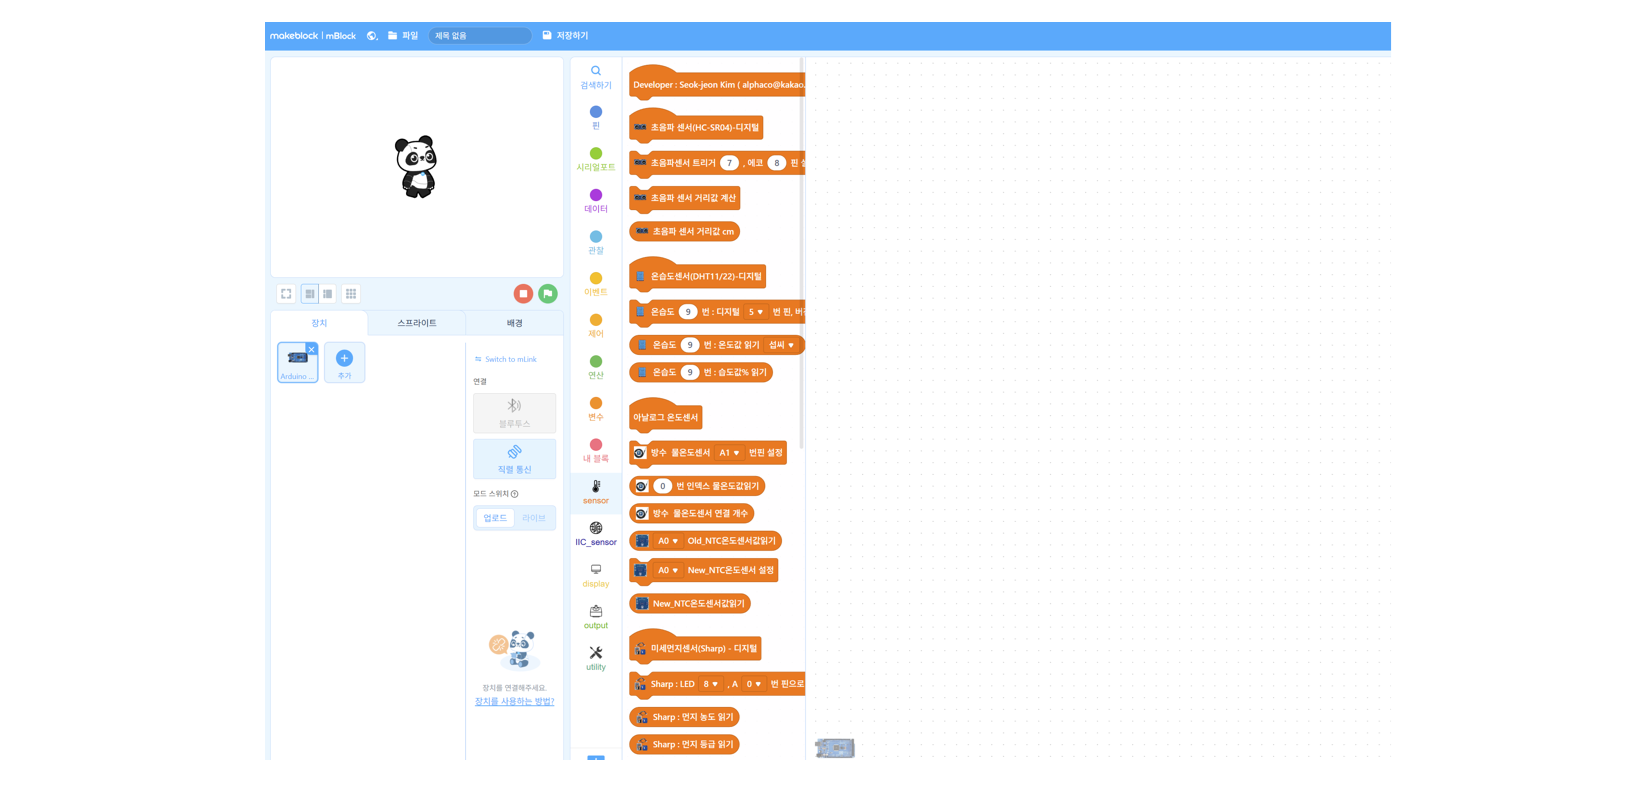 makeblock | mBlock
파일
제목 없음
저장하기
장치
스프라이트
배경
Arduino ...
추가
Switch to mLink
연결
블루투스
직렬 통신
모드 스위치
업로드
라이브
장치를 연결해주세요.
장치를 사용하는 방법?
검색하기
핀
시리얼포트
데이터
관찰
이벤트
제어
연산
변수
내 블록
sensor
IIC_sensor
display
output
utility
Developer : Seok-jeon Kim ( alphaco@kakao.
초음파 센서(HC-SR04)-디지털
초음파센서 트리거 7 , 에코 8 핀
초음파 센서 거리값 계산
초음파 센서 거리값 cm
온습도센서(DHT11/22)-디지털
온습도 9 번 : 디지털 5 번 핀,
온습도 9 번 : 온도값 읽기 섭씨
온습도 9 번 : 습도값% 읽기
아날로그 온도센서
방수 물온도센서 A1 번핀 설정
0 번 인덱스 물온도값읽기
방수 물온도센서 연결 개수
A0 Old_NTC온도센서값읽기
A0 New_NTC온도센서 설정
New_NTC온도센서값읽기
미세먼지센서(Sharp) - 디지털
Sharp : LED 8 , A 0 번 핀으로
Sharp : 먼지 농도 읽기
Sharp : 먼지 등급 읽기